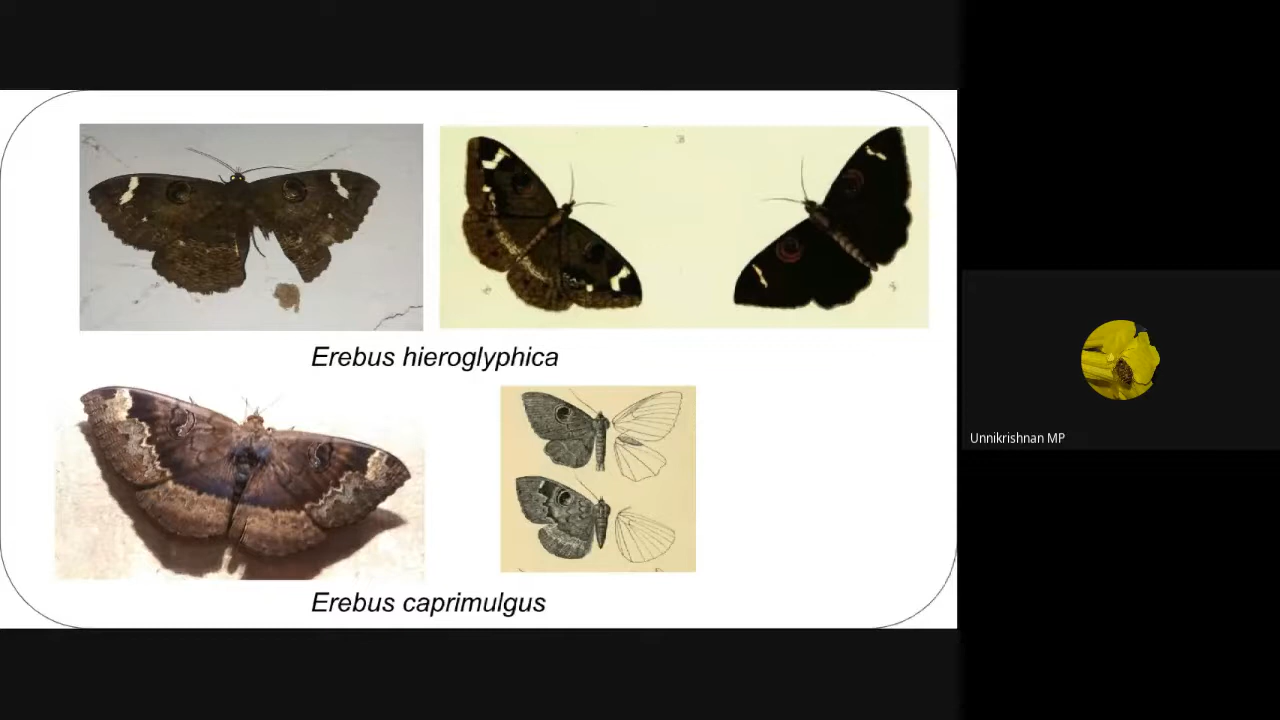 Erebus hieroglyphica
Erebus caprimulgus
Unnikrishnan MP